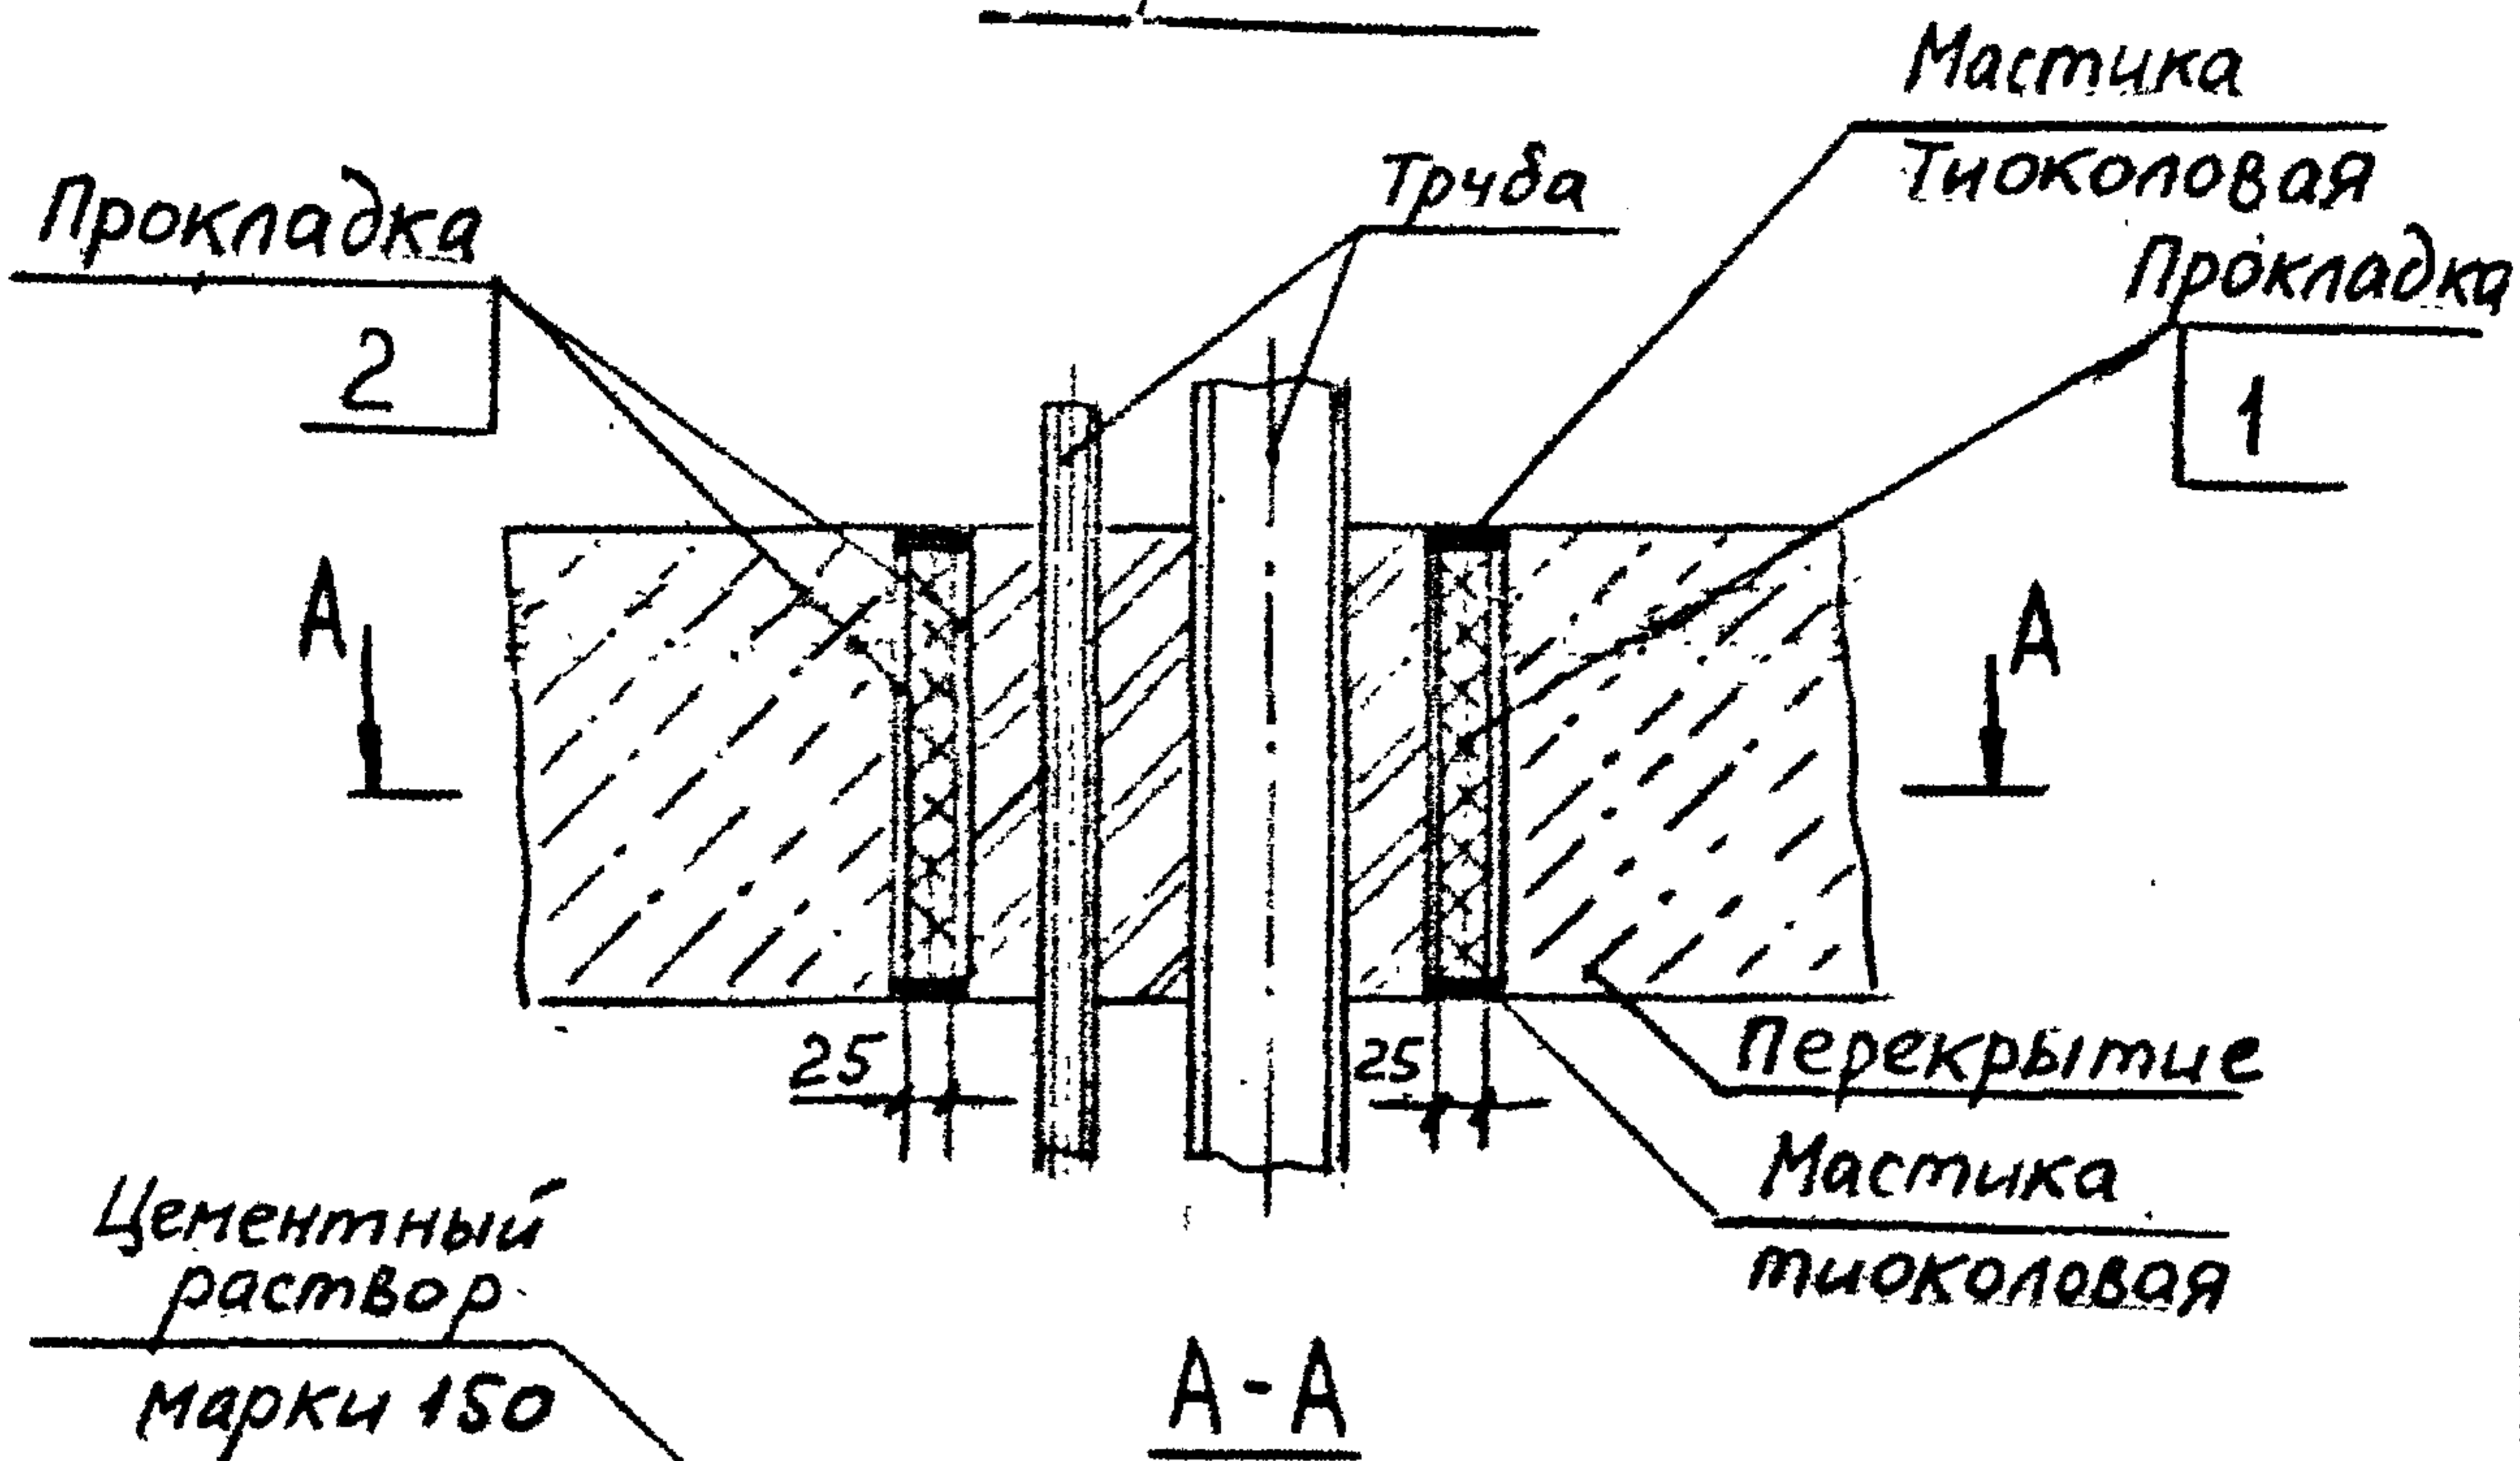 Мастика
тиоколовая
Труба
Прокладка
2
Прокладка
1
А
А
25
25
Перекрытие
Мастика
тиоколовая
Цементный
раствор
марки 150
А-А